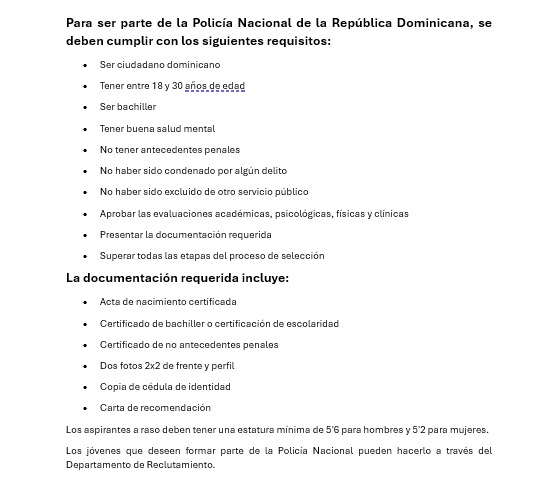 Para ser parte de la Policía Nacional de la República Dominicana, se
deben cumplir con los siguientes requisitos:
• Ser ciudadano dominicano
• Tener entre 18 y 30 años de edad
• Ser bachiller
• Tener buena salud mental
• No tener antecedentes penales
• No haber sido condenado por algún delito
• No haber sido excluido de otro servicio público
• Aprobar las evaluaciones académicas, psicológicas, físicas y clínicas
• Presentar la documentación requerida
• Superar todas las etapas del proceso de selección
La documentación requerida incluye:
• Acta de nacimiento certificada
• Certificado de bachiller o certificación de escolaridad
• Certificado de no antecedentes penales
• Dos fotos 2x2 de frente y perfil
• Copia de cédula de identidad
• Carta de recomendación
Los aspirantes a raso deben tener una estatura mínima de 5'6 para hombres y 5'2 para mujeres.
Los jóvenes que deseen formar parte de la Policía Nacional pueden hacerlo a través del
Departamento de Reclutamiento.